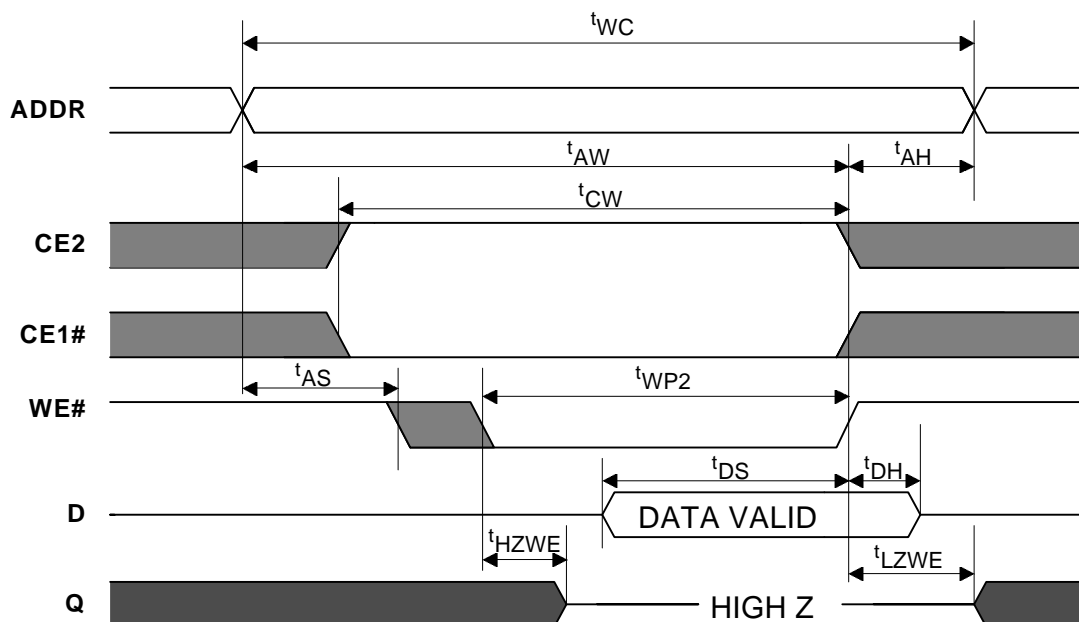 tWC
ADDR
tAW
tAH
tCW
CE2
CE1#
tAS
tWP2
WE#
tDS
tDH
D
DATA VALID
tHZWE
tLZWE
Q
HIGH Z